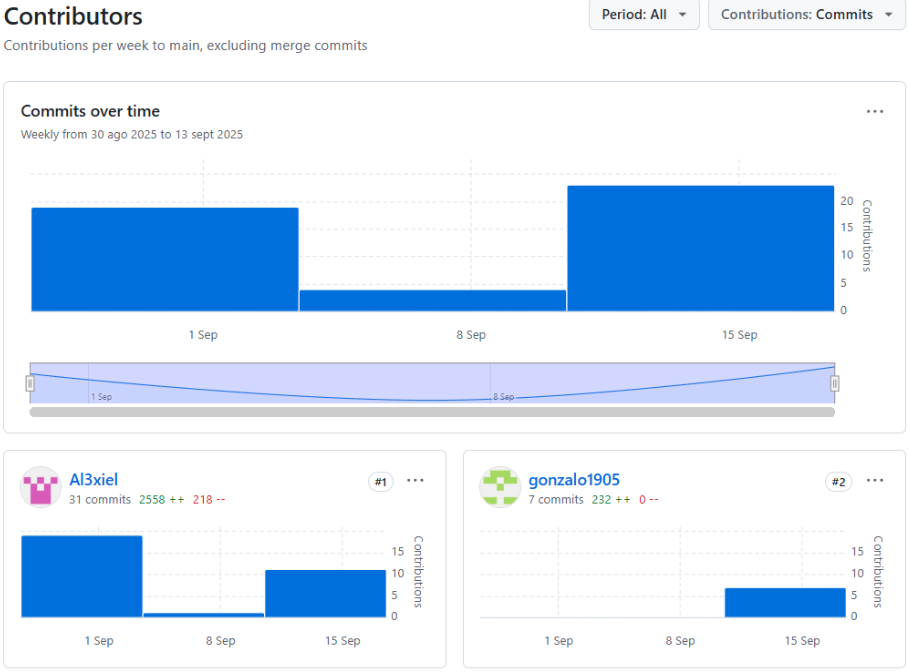 Contributors
Period: All
Contributions: Commits
Contributions per week to main, excluding merge commits
Commits over time
Weekly from 30 ago 2025 to 13 sept 2025
20
15
10
5
0
Contributions
1 Sep
8 Sep
15 Sep
1 Sep
8 Sep
Al3xiel
#1
31 commits 2558 ++ 218 --
15
10
5
0
Contributions
1 Sep
8 Sep
15 Sep
gonzalo1905
#2
7 commits 232 ++ 0 --
15
10
5
0
Contributions
1 Sep
8 Sep
15 Sep